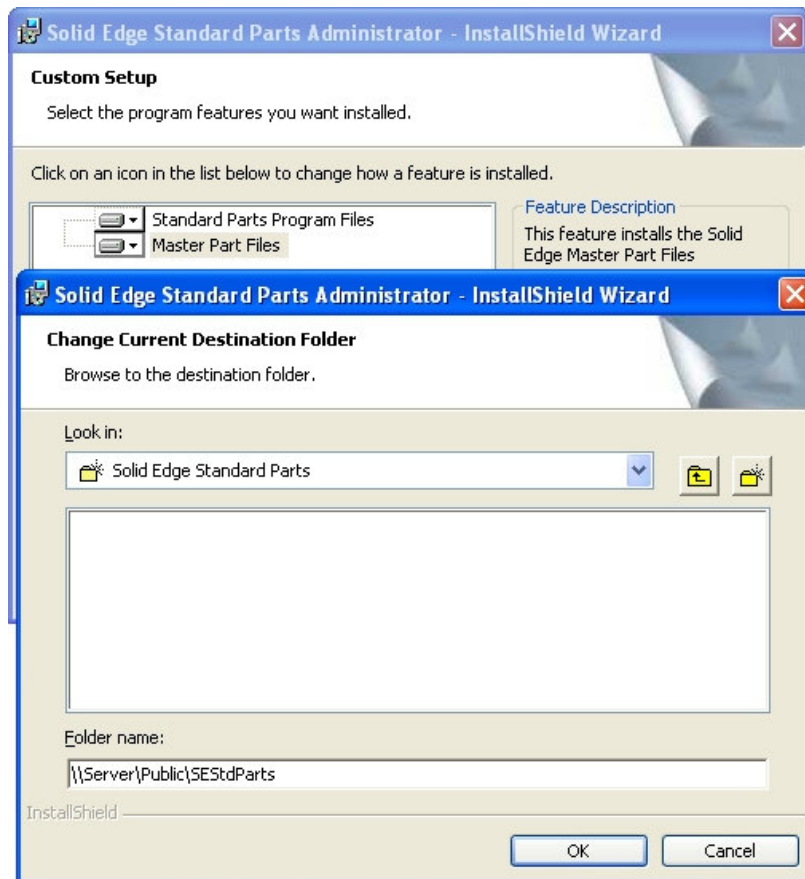 Solid Edge Standard Parts Administrator - InstallShield Wizard
Custom Setup
Select the program features you want installed.
Click on an icon in the list below to change how a feature is installed.
Standard Parts Program Files
Master Part Files
Feature Description
This feature installs the Solid
Edge Master Part Files
Solid Edge Standard Parts Administrator - InstallShield Wizard
Change Current Destination Folder
Browse to the destination folder.
Look in:
Solid Edge Standard Parts
Folder name:
\\Server\Public\SEStdParts
InstallShield
OK
Cancel